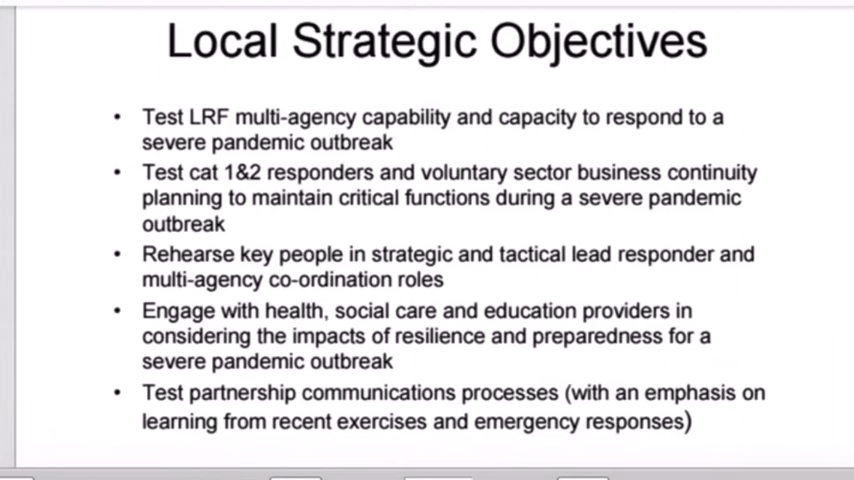 Local Strategic Objectives
• Test LRF multi-agency capability and capacity to respond to a
severe pandemic outbreak
• Test cat 1&2 responders and voluntary sector business continuity
planning to maintain critical functions during a severe pandemic
outbreak
• Rehearse key people in strategic and tactical lead responder and
multi-agency co-ordination roles
• Engage with health, social care and education providers in
considering the impacts of resilience and preparedness for a
severe pandemic outbreak
• Test partnership communications processes (with an emphasis on
learning from recent exercises and emergency responses)